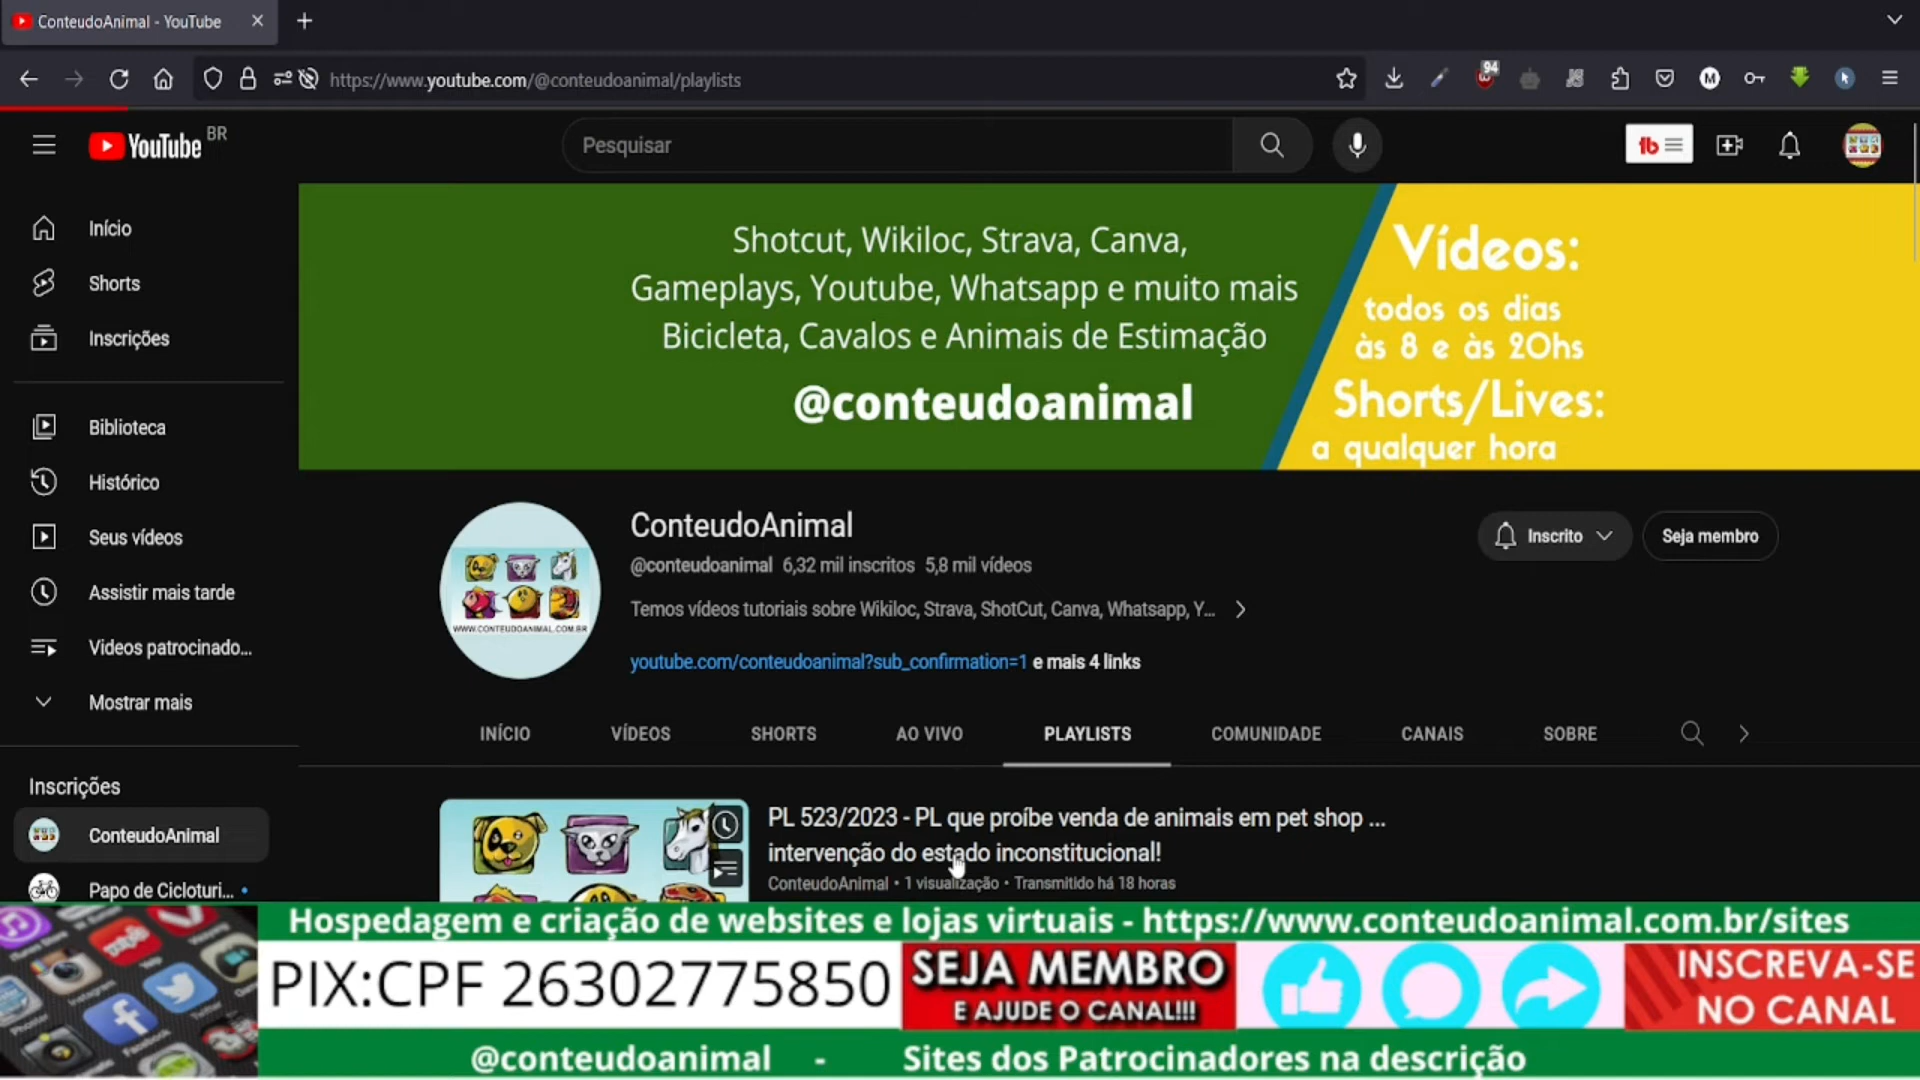 ConteudoAnimal - YouTube
https://www.youtube.com/@conteudoanimal/playlists
94
YouTube BR
Pesquisar
Início
Shorts
Inscrições
Biblioteca
Histórico
Seus vídeos
Assistir mais tarde
Videos patrocinado...
Mostrar mais
Inscrições
ConteudoAnimal
Papo de Cicloturi...
Shotcut, Wikiloc, Strava, Canva,
Gameplays, Youtube, Whatsapp e muito mais
Bicicleta, Cavalos e Animais de Estimação
@conteudoanimal
Vídeos:
todos os dias
às 8 e às 20hs
Shorts/Lives:
a qualquer hora
WWW.CONTEUDOANIMAL.COM.BR
ConteudoAnimal
@conteudoanimal 6,32 mil inscritos 5,8 mil vídeos
Temos vídeos tutoriais sobre Wikiloc, Strava, ShotCut, Canva, Whatsapp, Y...
youtube.com/conteudoanimal?sub_confirmation=1 e mais 4 links
Inscrito
Seja membro
INÍCIO VÍDEOS SHORTS AO VIVO PLAYLISTS COMUNIDADE CANAIS SOBRE
PL 523/2023 - PL que proíbe venda de animais em pet shop ...
intervenção do estado inconstitucional!
ConteudoAnimal • 1 visualização • Transmitido há 18 horas
Hospedagem e criação de websites e lojas virtuais - https://www.conteudoanimal.com.br/sites
PIX:CPF 26302775850
SEJA MEMBRO
E AJUDE O CANAL!!!
INSCREVA-SE
NO CANAL
@conteudoanimal - Sites dos Patrocinadores na descrição